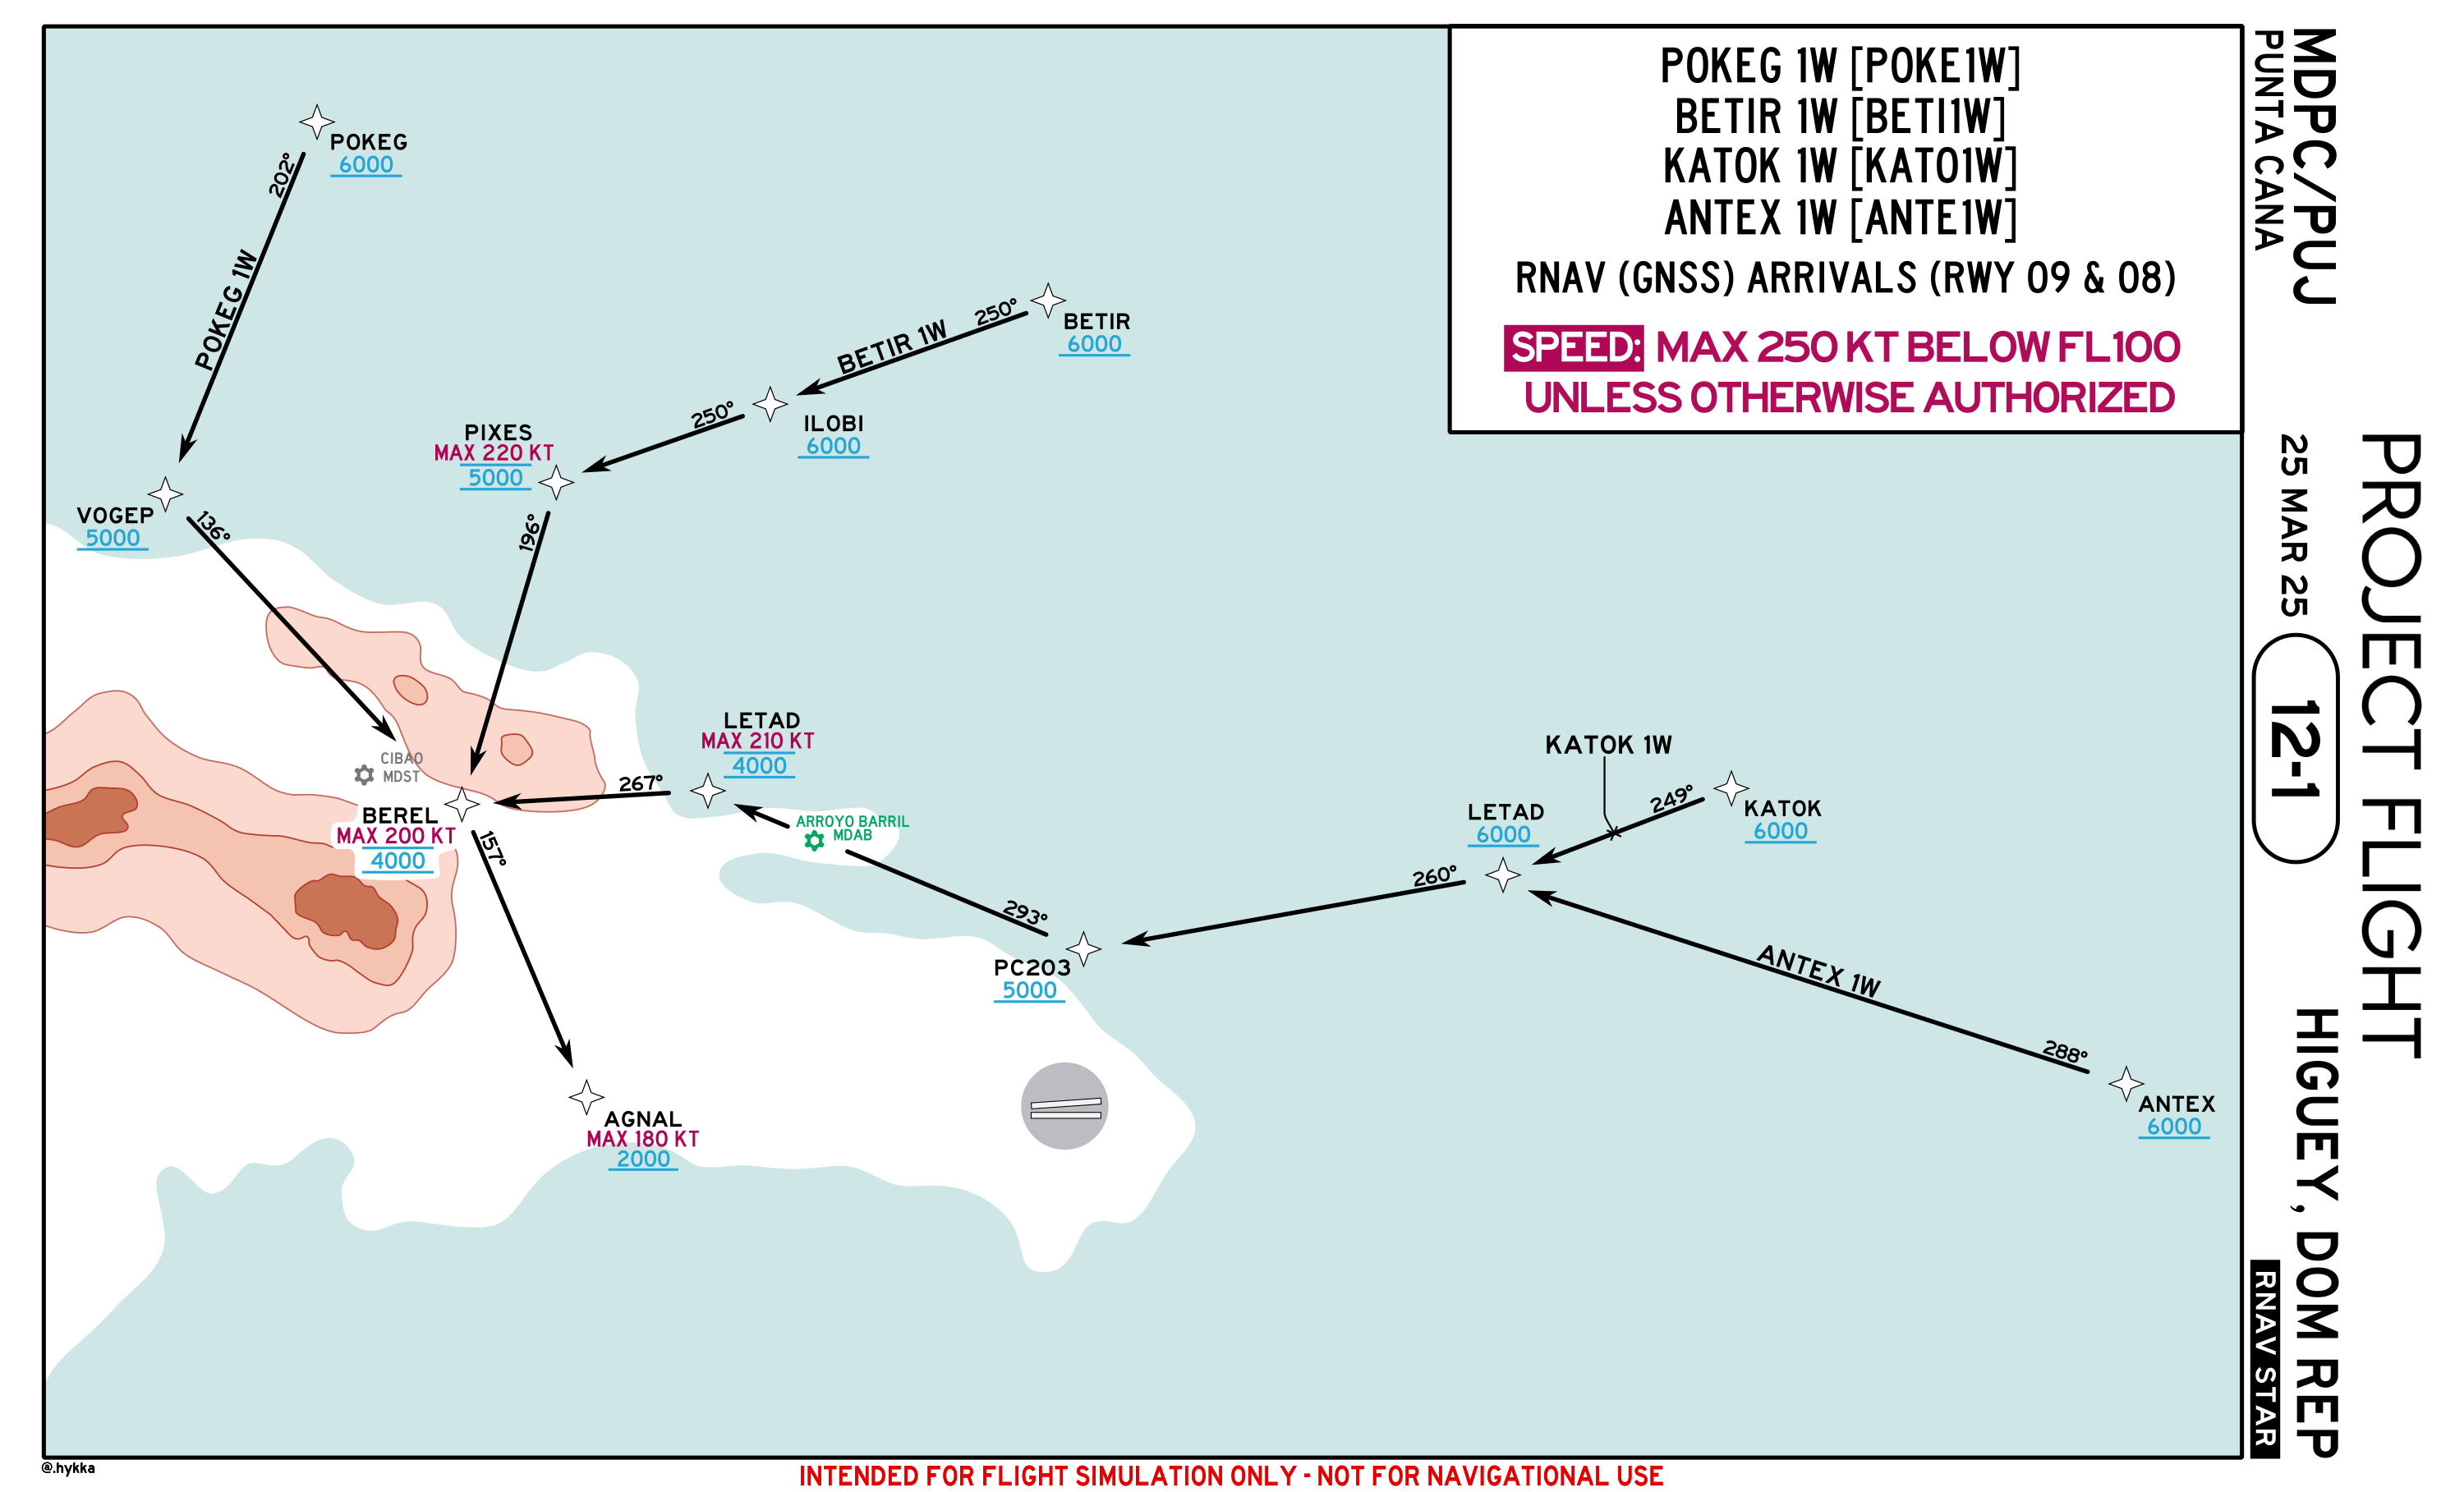 POKEG 1W [POKE1W]
BETIR 1W [BETI1W]
KATOK 1W [KATO1W]
ANTEX 1W [ANTE1W]
RNAV (GNSS) ARRIVALS (RWY 09 & 08)
SPEED: MAX 250 KT BELOW FL100
UNLESS OTHERWISE AUTHORIZED
MDPC/PUJ
PUNTA CANA
PROJECT FLIGHT
25 MAR 25
12-1
HIGUEY, DOM REP
RNAV STAR
POKEG
6000
202°
POKEG 1W
VOGEP
5000
136°
BETIR
6000
250°
BETIR 1W
ILOBI
6000
250°
PIXES
MAX 220 KT
5000
196°
CIBAO
MDST
BEREL
MAX 200 KT
4000
157°
LETAD
MAX 210 KT
4000
267°
ARROYO BARRIL
MDAB
293°
PC203
5000
260°
LETAD
6000
KATOK 1W
249°
KATOK
6000
ANTEX 1W
288°
ANTEX
6000
AGNAL
MAX 180 KT
2000
@.hykka
INTENDED FOR FLIGHT SIMULATION ONLY - NOT FOR NAVIGATIONAL USE